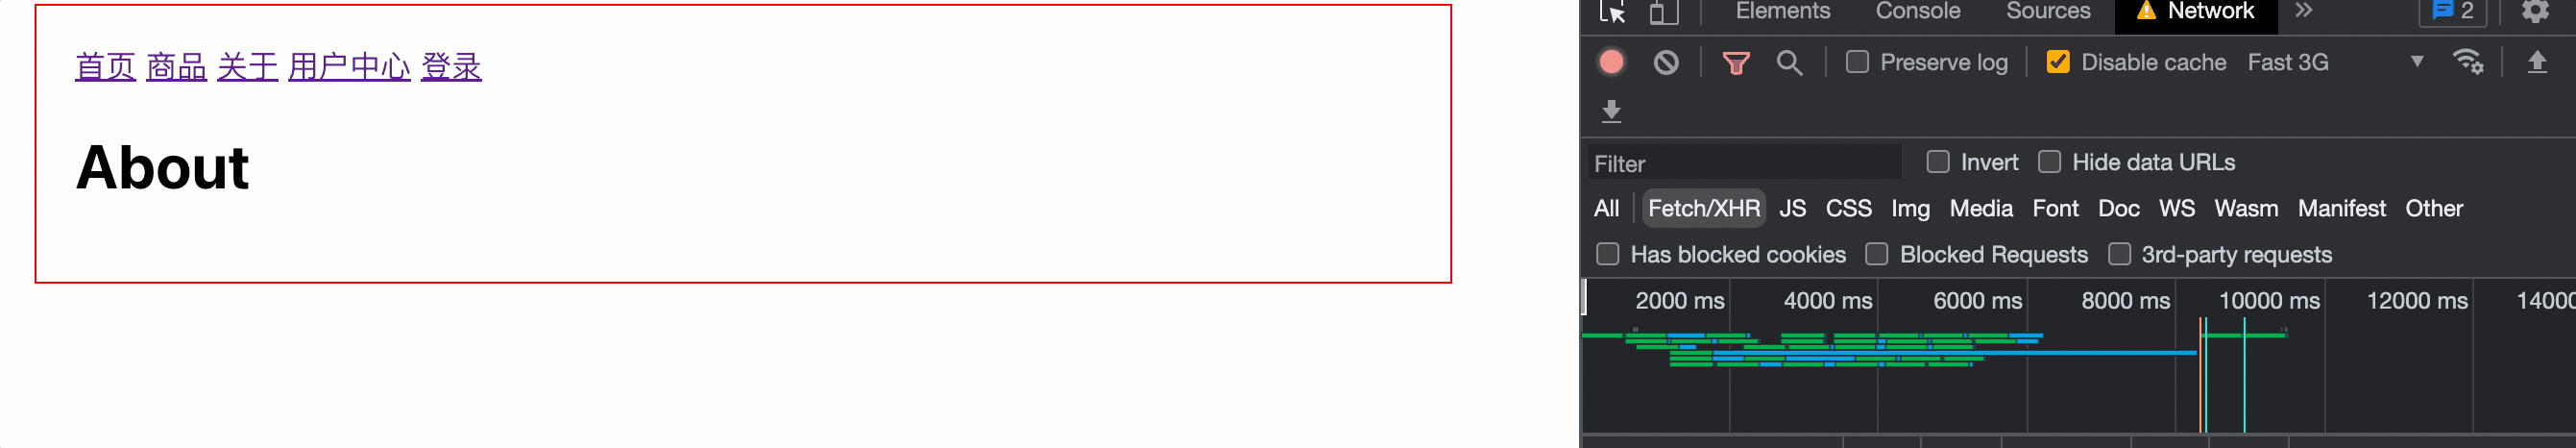 首页 商品 关于 用户中心 登录
About
Elements Console Sources Network 2
Preserve log Disable cache Fast 3G
Filter Invert Hide data URLs
All Fetch/XHR JS CSS Img Media Font Doc WS Wasm Manifest Other
Has blocked cookies Blocked Requests 3rd-party requests
2000 ms 4000 ms 6000 ms 8000 ms 10000 ms 12000 ms 14000